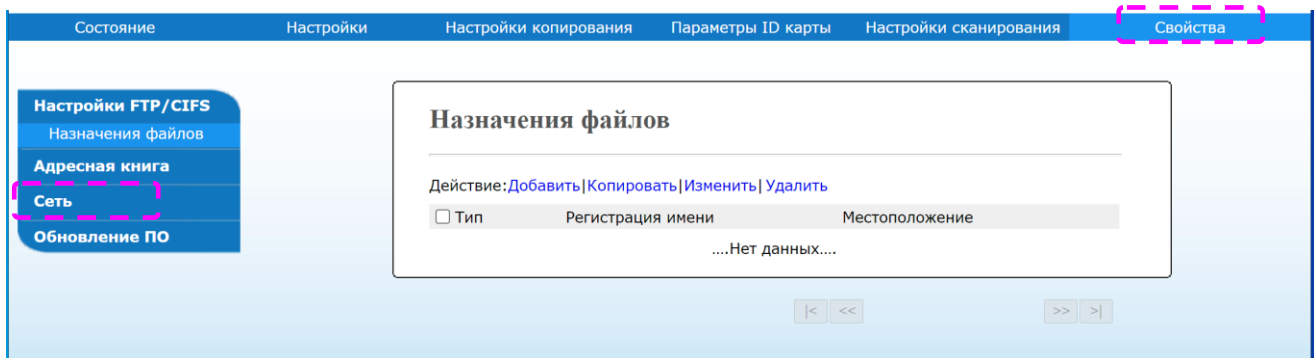 Состояние Настройки Настройки копирования Параметры ID карты Настройки сканирования Свойства
Настройки FTP/CIFS
Назначения файлов
Адресная книга
Сеть
Обновление ПО
Назначения файлов
Действие:Добавить|Копировать|Изменить| Удалить
Тип Регистрация имени Местоположение
....Нет данных....
|< << >> >|